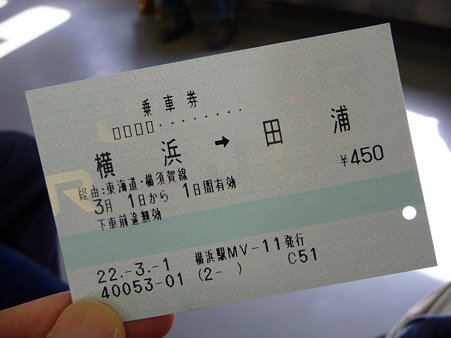 乗車券
□□□□-・・・・・・・・
横浜 ➡ 田浦
経由:東海道・横須賀線
¥450
3月 1日から 1日間有効
下車前途無効
22.-3.-1 横浜駅MV-11発行
40053-01 (2- ) C51